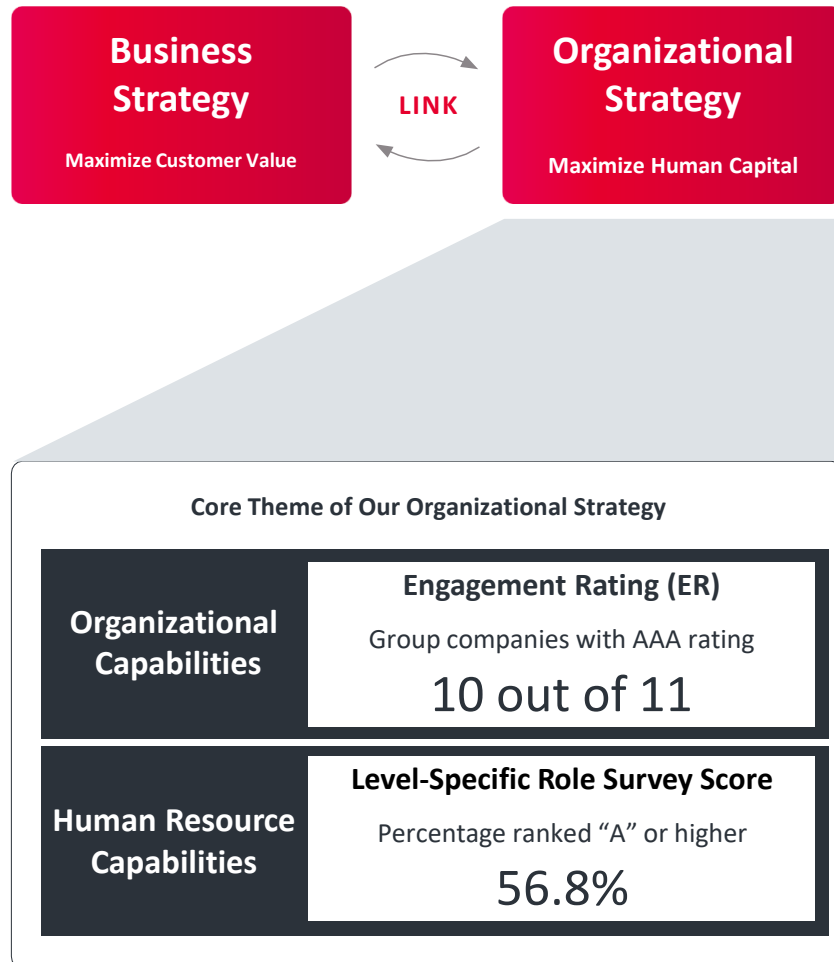 Business
Strategy
Maximize Customer Value
LINK
Organizational
Strategy
Maximize Human Capital
Core Theme of Our Organizational Strategy
Organizational
Capabilities
Engagement Rating (ER)
Group companies with AAA rating
10 out of 11
Human Resource
Capabilities
Level-Specific Role Survey Score
Percentage ranked “A” or higher
56.8%